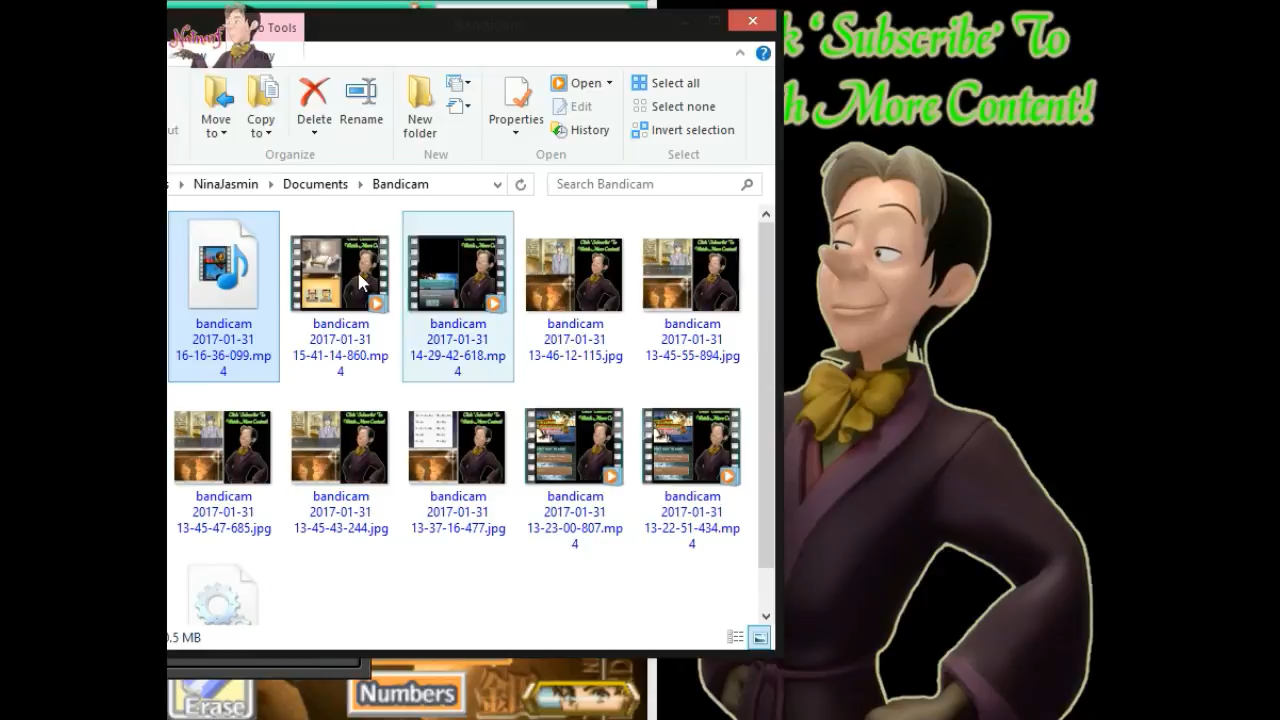 k 'Subscribe' To
h More Content!
o Tools
Play
Move to
Copy to
Delete
Rename
New folder
Properties
Open
Edit
History
Select all
Select none
Invert selection
Organize
New
Open
Select
NinaJasmin
Documents
Bandicam
Search Bandicam
bandicam
2017-01-31
16-16-36-099.mp
4
bandicam
2017-01-31
15-41-14-860.mp
4
bandicam
2017-01-31
14-29-42-618.mp
4
bandicam
2017-01-31
13-46-12-115.jpg
bandicam
2017-01-31
13-45-55-894.jpg
bandicam
2017-01-31
13-45-47-685.jpg
bandicam
2017-01-31
13-45-43-244.jpg
bandicam
2017-01-31
13-37-16-477.jpg
bandicam
2017-01-31
13-23-00-807.mp
4
bandicam
2017-01-31
13-22-51-434.mp
4
0.5 MB
Erase
Numbers